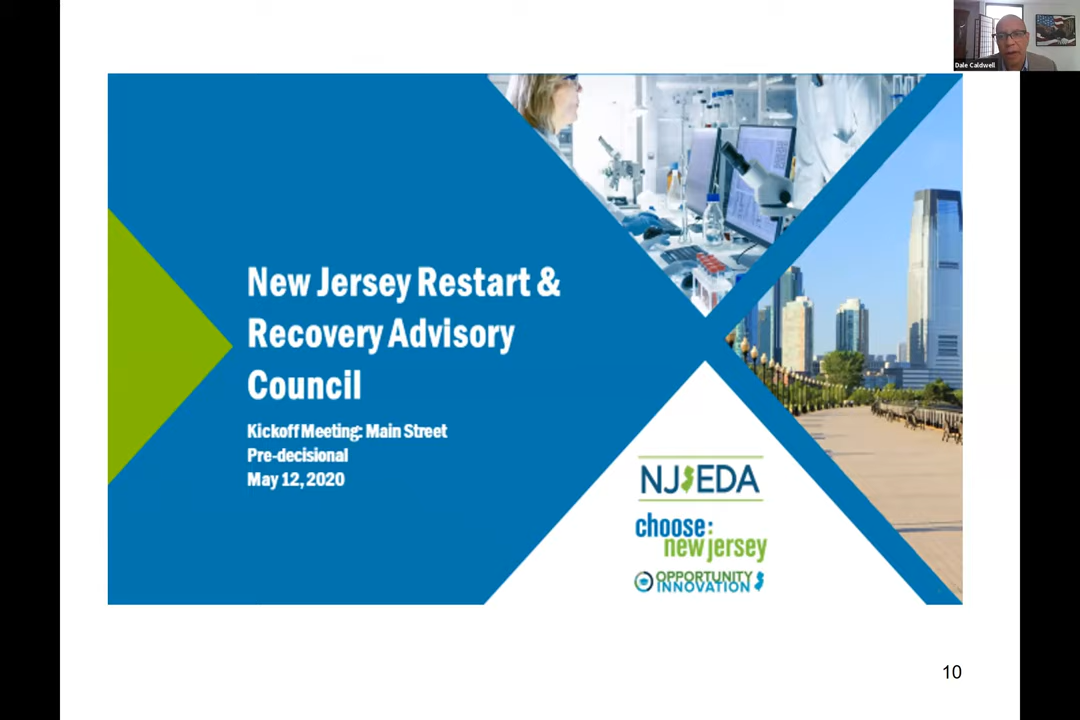 Dale Caldwell
New Jersey Restart &
Recovery Advisory
Council
Kickoff Meeting: Main Street
Pre-decisional
May 12, 2020
NJ EDA
choose:
new jersey
OPPORTUNITY
INNOVATION
10